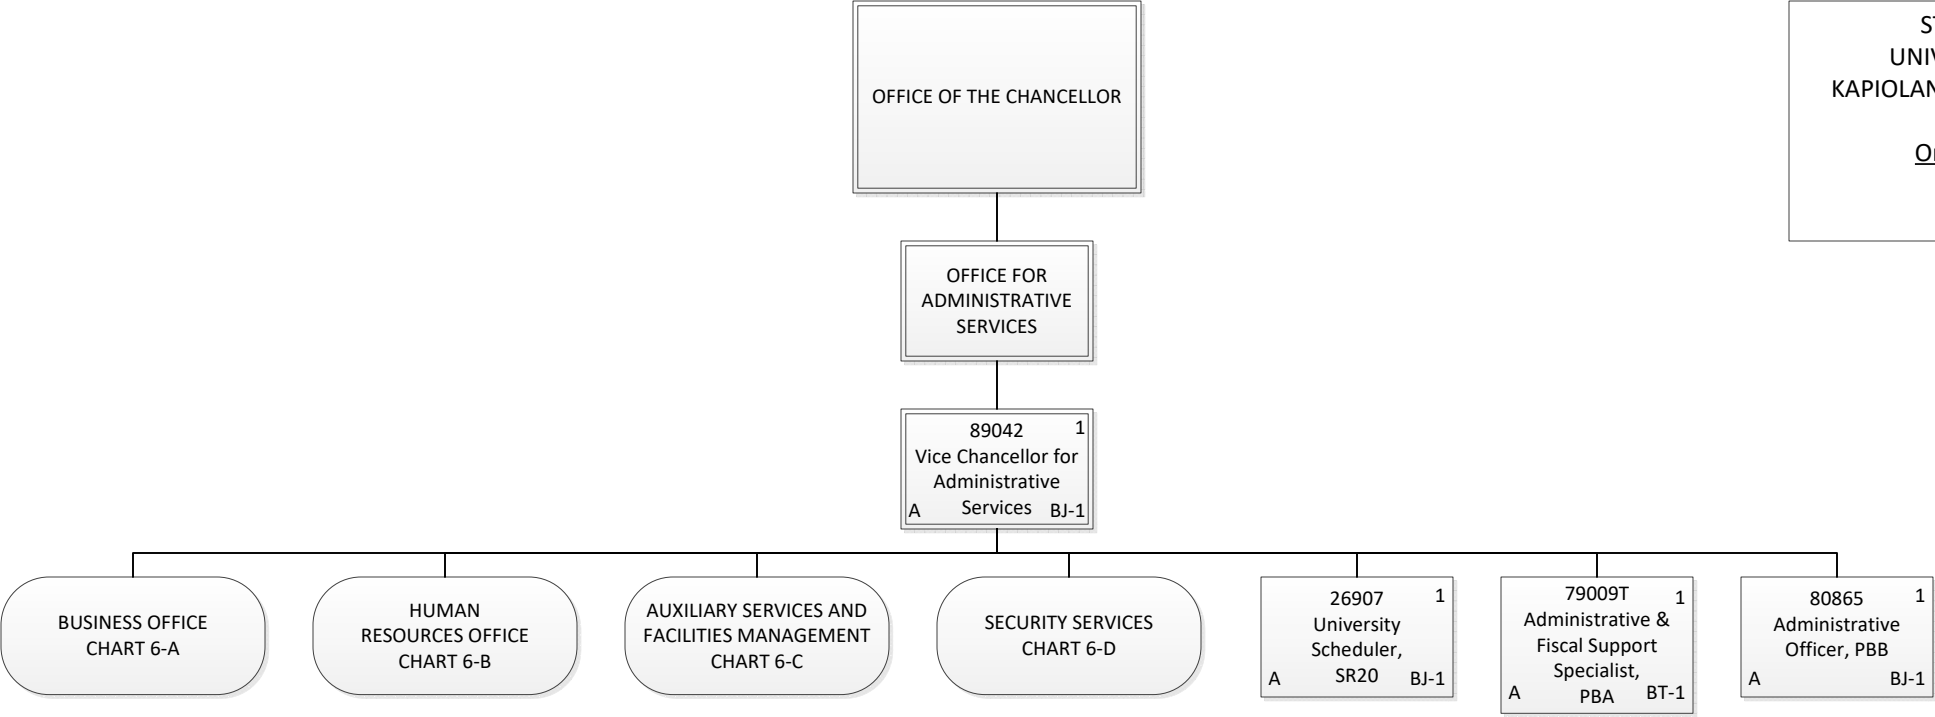 OFFICE OF THE CHANCELLOR
KAPIOLAN
OFFICE FOR
ADMINISTRATIVE
SERVICES
89042 1
Vice Chancellor for
Administrative
Services
A BJ-1
BUSINESS OFFICE
CHART 6-A
HUMAN
RESOURCES OFFICE
CHART 6-B
AUXILIARY SERVICES AND
FACILITIES MANAGEMENT
CHART 6-C
SECURITY SERVICES
CHART 6-D
26907 1
University
Scheduler,
SR20
A BJ-1
79009T 1
Administrative &
Fiscal Support
Specialist,
PBA
A BT-1
80865 1
Administrative
Officer, PBB
A BJ-1